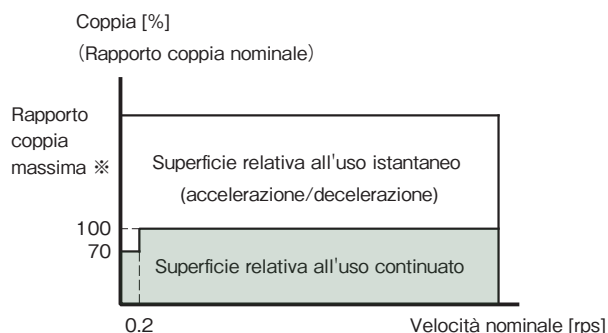 Coppia [%]
（Rapporto coppia nominale）
Rapporto
coppia
massima ※
Superficie relativa all'uso istantaneo
(accelerazione/decelerazione)
100
70
Superficie relativa all'uso continuato
0.2
Velocità nominale [rps]